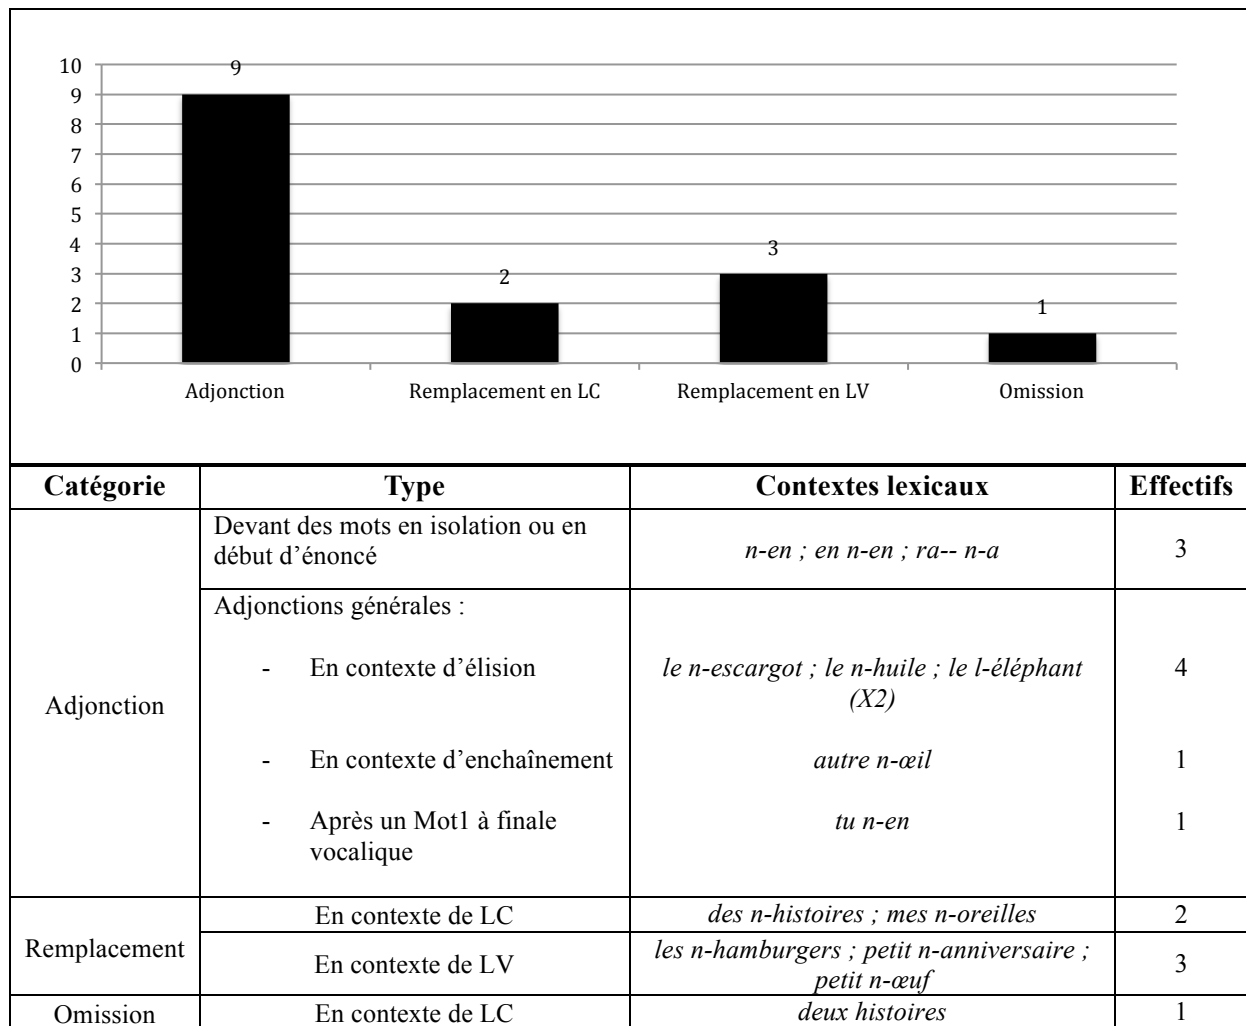 10
9
8
7
6
5
4
3
2
1
0
9
2
3
1
Adjonction Remplacement en LC Remplacement en LV Omission
Catégorie Type Contextes lexicaux Effectifs
Adjonction
Devant des mots en isolation ou en
début d’énoncé
n-en ; en n-en ; ra-- n-a
3
Adjonctions générales :
- En contexte d’élision
le n-escargot ; le n-huile ; le l-éléphant
(X2)
4
- En contexte d’enchaînement
autre n-œil
1
- Après un Mot1 à finale
vocalique
tu n-en
1
Remplacement
En contexte de LC
des n-histoires ; mes n-oreilles
2
En contexte de LV
les n-hamburgers ; petit n-anniversaire ;
petit n-œuf
3
Omission
En contexte de LC
deux histoires
1